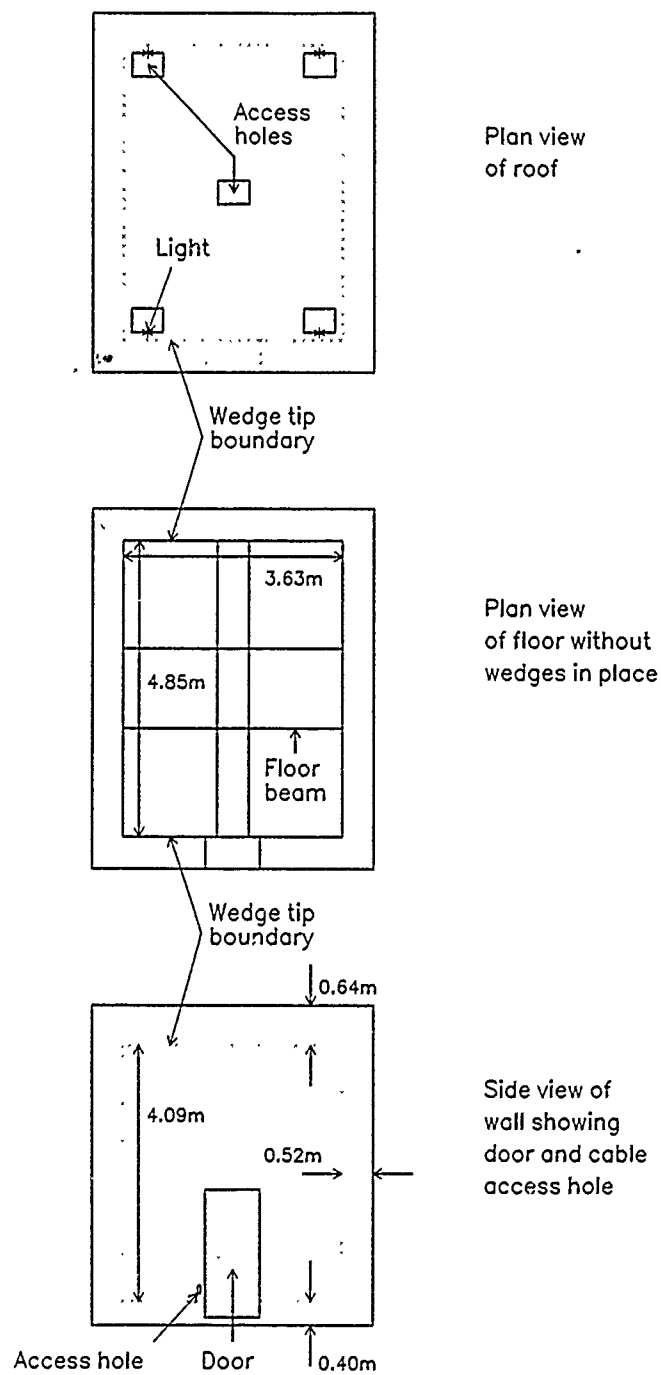 Access
holes
Plan view
of roof
Light
Wedge tip
boundary
3.63m
4.85m
Plan view
of floor without
wedges in place
Floor
beam
Wedge tip
boundary
0.64m
4.09m
0.52m
Side view of
wall showing
door and cable
access hole
Access hole
Door
0.40m